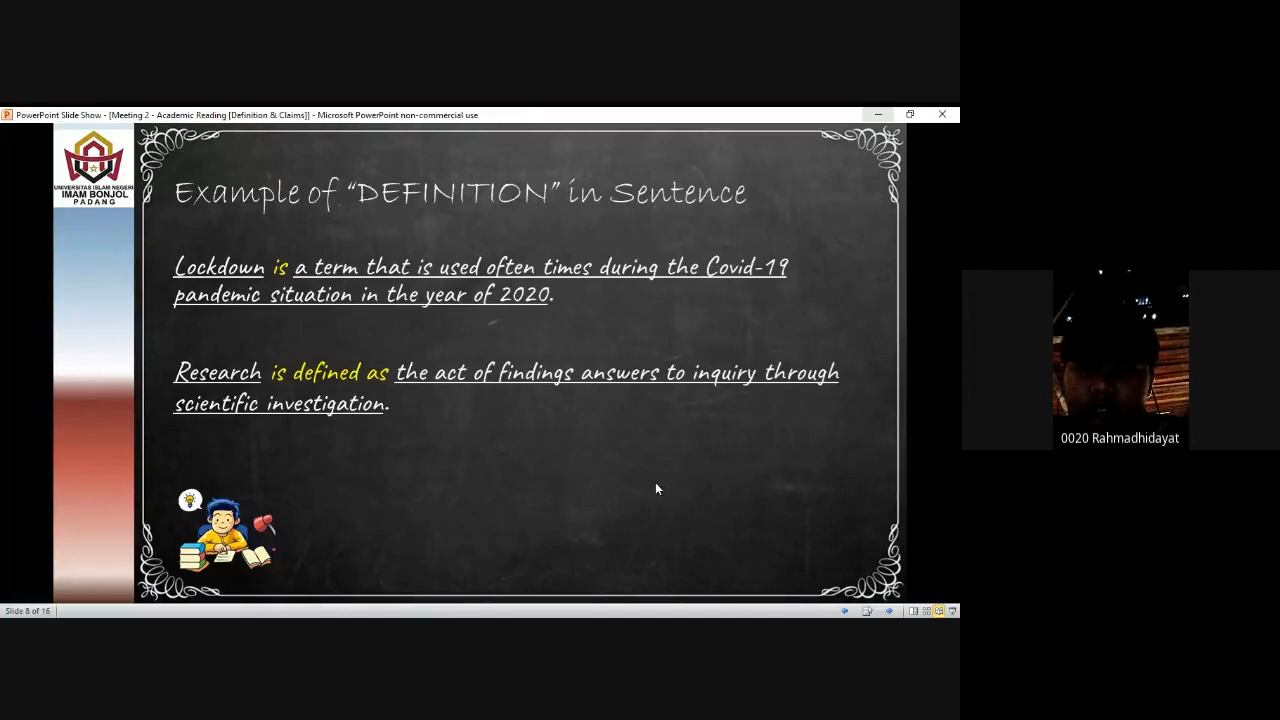 PowerPoint Slide Show - [Meeting 2 - Academic Reading [Definition & Claims]] - Microsoft PowerPoint non-commercial use
UNIVERSITAS ISLAM NEGERI
IMAM BONJOL
PADANG
Example of "DEFINITION" in Sentence
Lockdown is a term that is used often times during the Covid-19
pandemic situation in the year of 2020.
Research is defined as the act of findings answers to inquiry through
scientific investigation.
0020 Rahmadhidayat
Slide 8 of 16